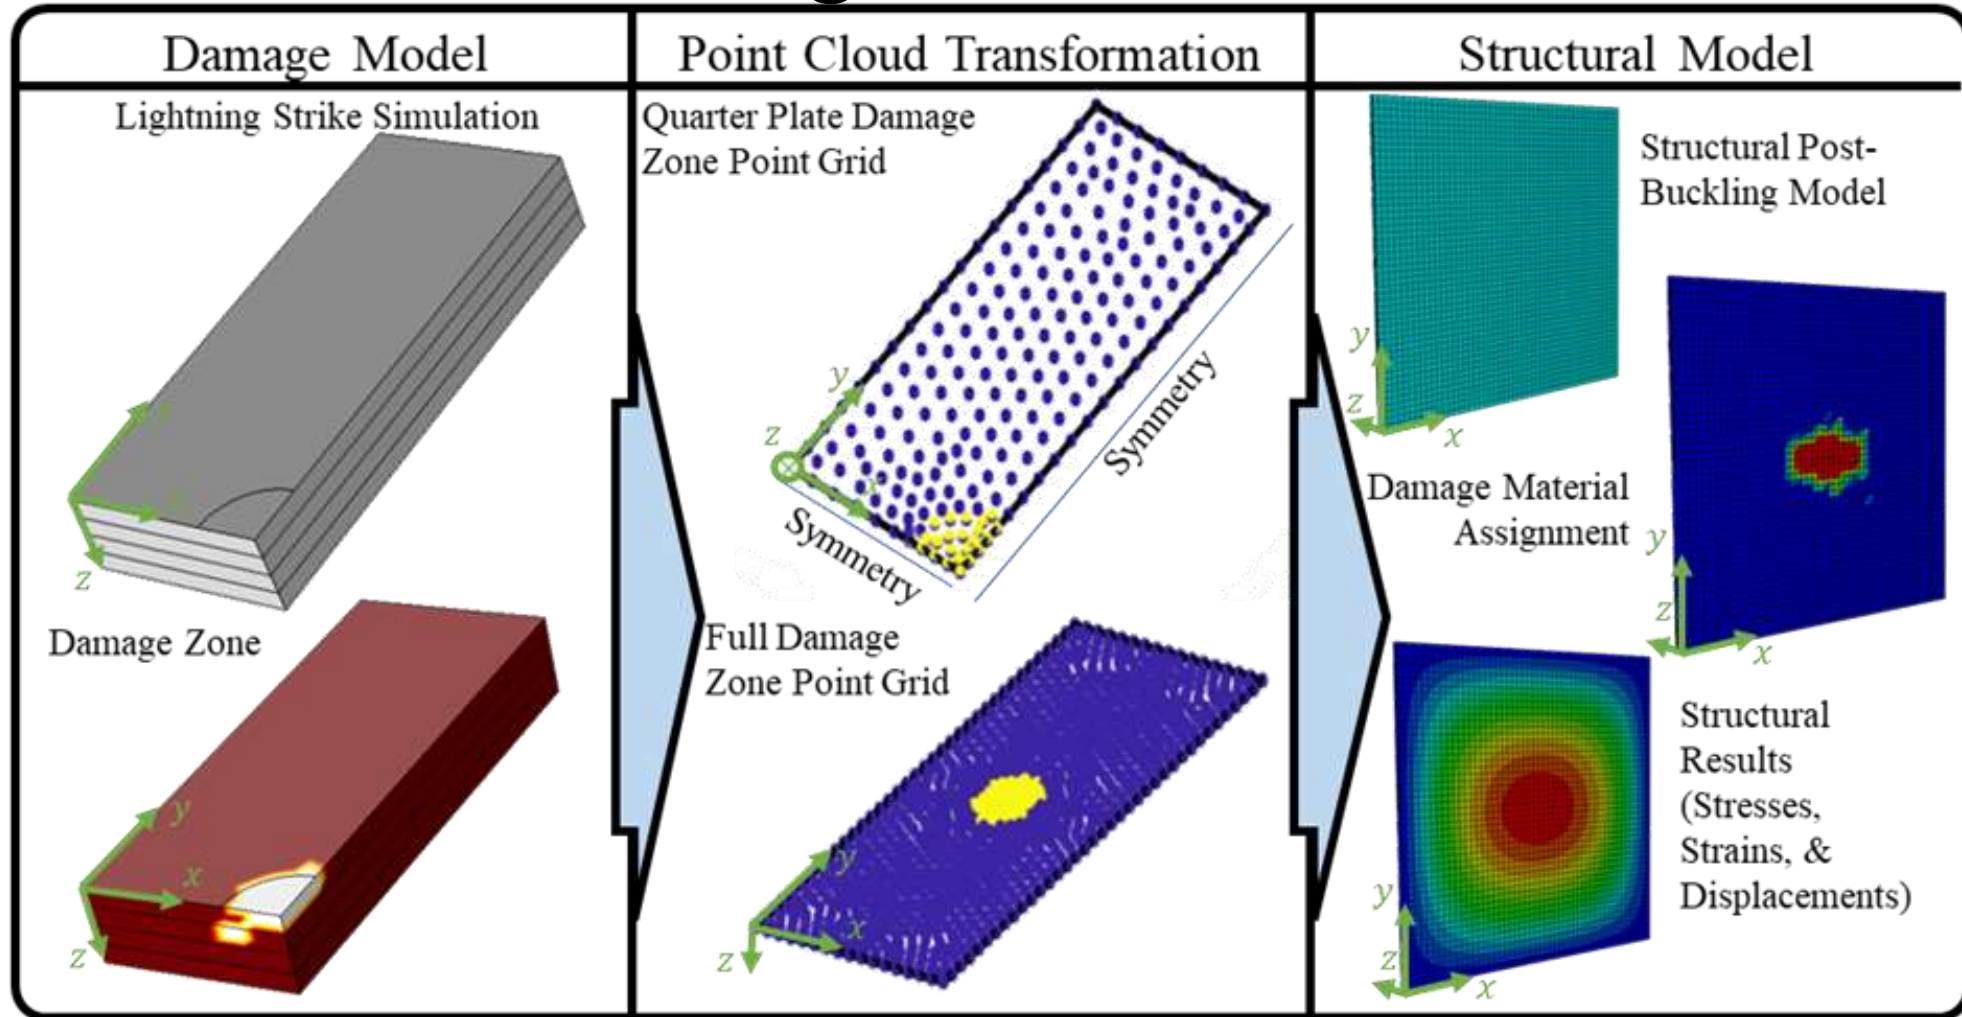 Damage Model
Lightning Strike Simulation
z
Damage Zone
y
x
z
Point Cloud Transformation
Quarter Plate Damage
Zone Point Grid
y
z
x
Symmetry
Symmetry
Full Damage
Zone Point Grid
y
x
z
Structural Model
Structural Post-
Buckling Model
y
z
x
Damage Material
Assignment
y
z
x
Structural
Results
(Stresses,
Strains, &
Displacements)
y
z
x